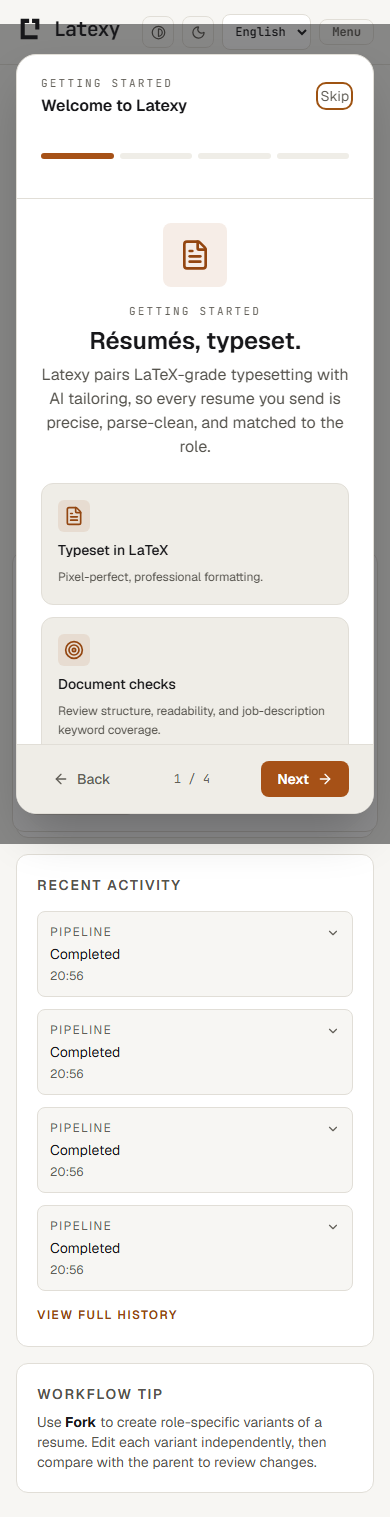 Latexy
English
Menu
GETTING STARTED
Welcome to Latexy
Skip
GETTING STARTED
Résumés, typeset.
Latexy pairs LaTeX-grade typesetting with
AI tailoring, so every resume you send is
precise, parse-clean, and matched to the
role.
Typeset in LaTeX
Pixel-perfect, professional formatting.
Document checks
Review structure, readability, and job-description
keyword coverage.
Back
1 / 4
Next
RECENT ACTIVITY
PIPELINE
Completed
20:56
PIPELINE
Completed
20:56
PIPELINE
Completed
20:56
PIPELINE
Completed
20:56
VIEW FULL HISTORY
WORKFLOW TIP
Use Fork to create role-specific variants of a
resume. Edit each variant independently, then
compare with the parent to review changes.